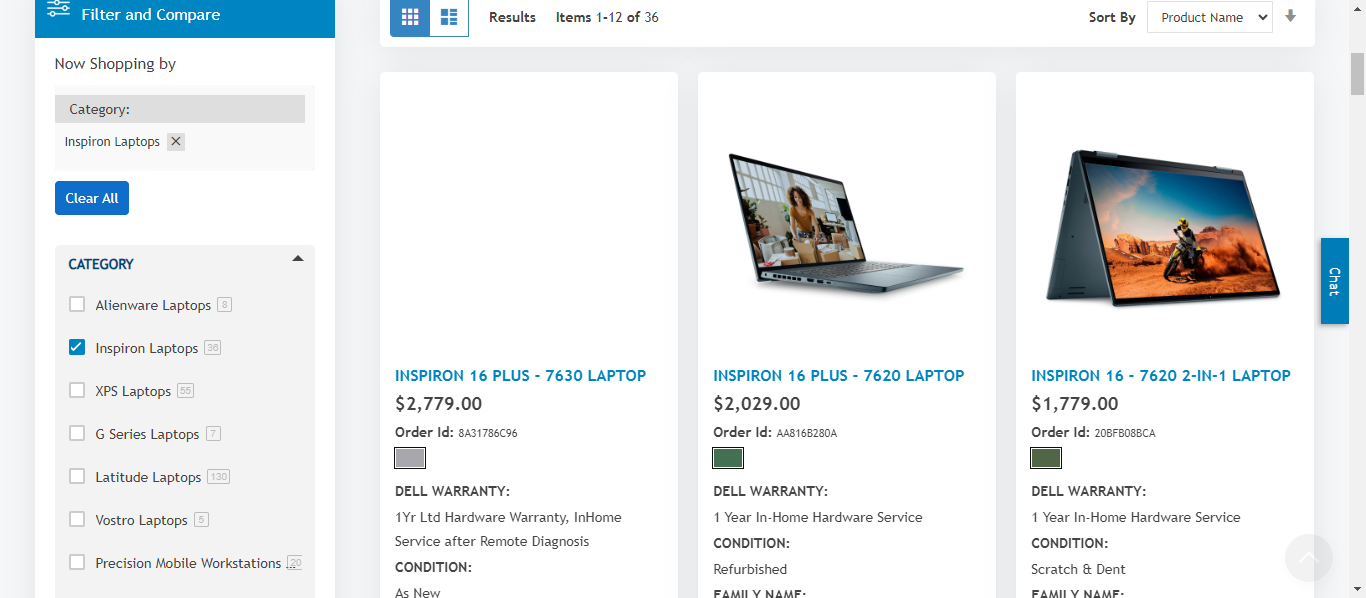 Filter and Compare
Now Shopping by
Category:
Inspiron Laptops
Clear All
CATEGORY
Alienware Laptops 8
Inspiron Laptops 36
XPS Laptops 55
G Series Laptops 7
Latitude Laptops 130
Vostro Laptops 5
Precision Mobile Workstations ... 20
Results Items 1-12 of 36
Sort By Product Name
INSPIRON 16 PLUS - 7630 LAPTOP
$2,779.00
Order Id: 8A31786C96
DELL WARRANTY:
1Yr Ltd Hardware Warranty, InHome
Service after Remote Diagnosis
CONDITION:
As New
INSPIRON 16 PLUS - 7620 LAPTOP
$2,029.00
Order Id: AA816B280A
DELL WARRANTY:
1 Year In-Home Hardware Service
CONDITION:
Refurbished
FAMILY NAME:
INSPIRON 16 - 7620 2-IN-1 LAPTOP
$1,779.00
Order Id: 20BFB08BCA
DELL WARRANTY:
1 Year In-Home Hardware Service
CONDITION:
Scratch & Dent
FAMILY NAME:
Chat